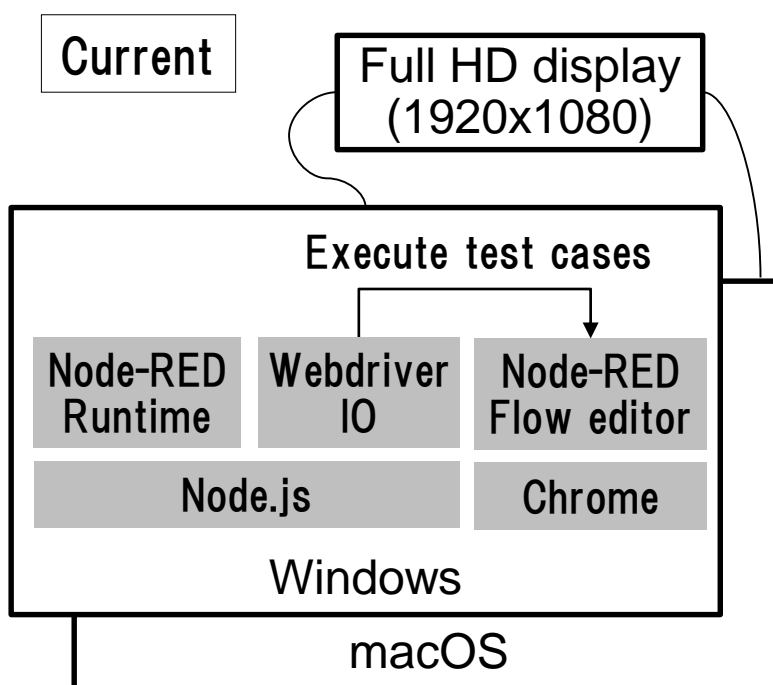 Current
Full HD display
(1920x1080)
Execute test cases
Node-RED
Runtime
Webdriver
IO
Node-RED
Flow editor
Node.js
Chrome
Windows
macOS